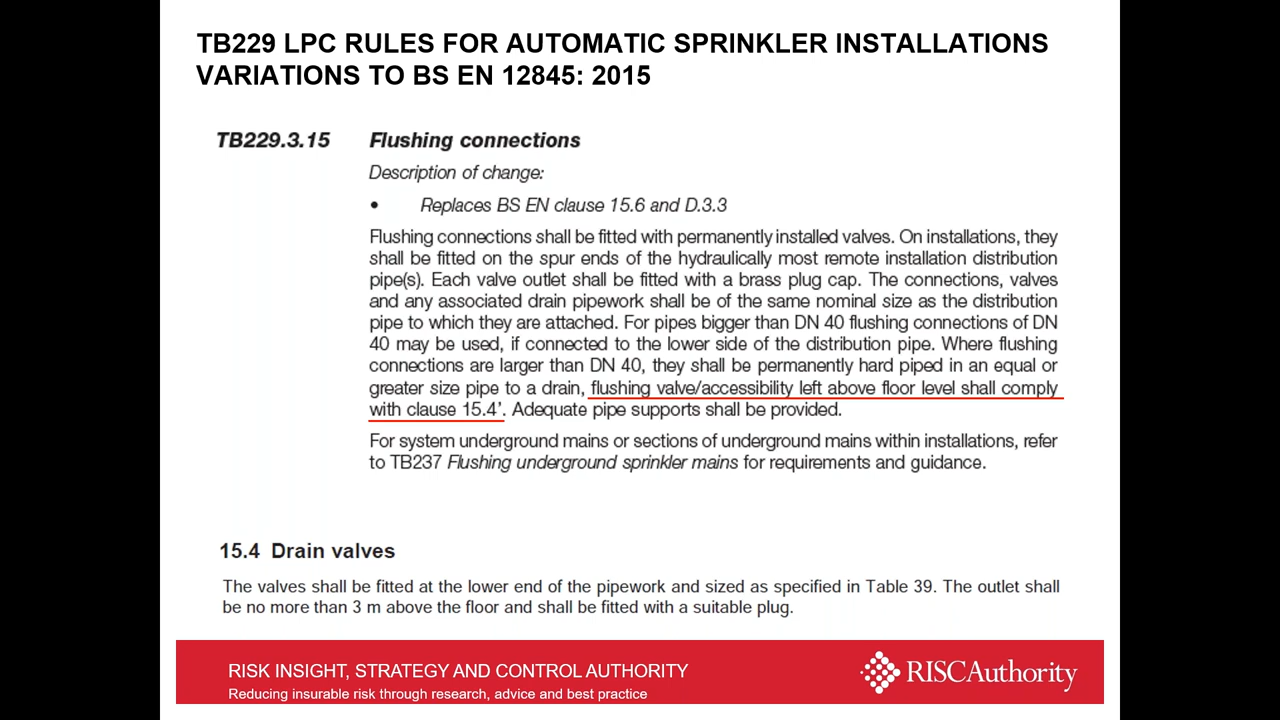 TB229 LPC RULES FOR AUTOMATIC SPRINKLER INSTALLATIONS
VARIATIONS TO BS EN 12845: 2015
TB229.3.15 Flushing connections
Description of change:
• Replaces BS EN clause 15.6 and D.3.3
Flushing connections shall be fitted with permanently installed valves. On installations, they
shall be fitted on the spur ends of the hydraulically most remote installation distribution
pipe(s). Each valve outlet shall be fitted with a brass plug cap. The connections, valves
and any associated drain pipework shall be of the same nominal size as the distribution
pipe to which they are attached. For pipes bigger than DN 40 flushing connections of DN
40 may be used, if connected to the lower side of the distribution pipe. Where flushing
connections are larger than DN 40, they shall be permanently hard piped in an equal or
greater size pipe to a drain, flushing valve/accessibility left above floor level shall comply
with clause 15.4’. Adequate pipe supports shall be provided.
For system underground mains or sections of underground mains within installations, refer
to TB237 Flushing underground sprinkler mains for requirements and guidance.
15.4 Drain valves
The valves shall be fitted at the lower end of the pipework and sized as specified in Table 39. The outlet shall
be no more than 3 m above the floor and shall be fitted with a suitable plug.
RISK INSIGHT, STRATEGY AND CONTROL AUTHORITY
Reducing insurable risk through research, advice and best practice
RISCAuthority